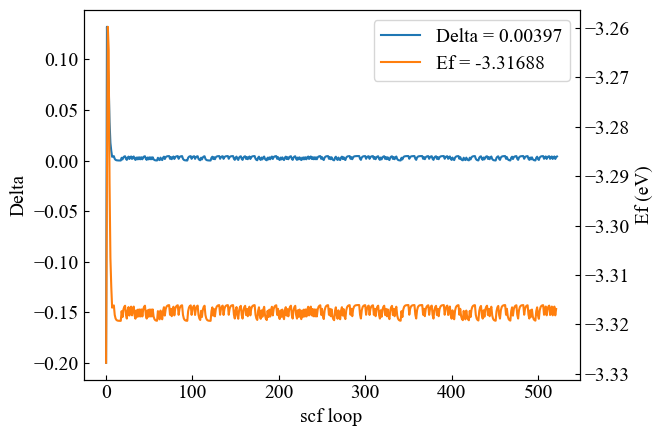 Delta = 0.00397
Ef = -3.31688
Delta
0.10
0.05
0.00
−0.05
−0.10
−0.15
−0.20
−3.26
−3.27
−3.28
−3.29
−3.30
−3.31
−3.32
−3.33
Ef (eV)
0 100 200 300 400 500
scf loop